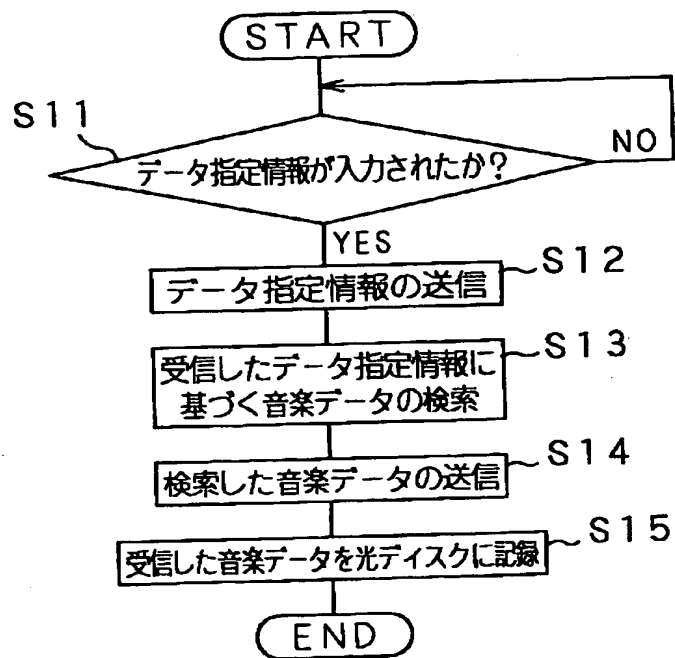 START
S11
データ指定情報が入力されたか?
NO
YES
S12
データ指定情報の送信
S13
受信したデータ指定情報に
基づく音楽データの検索
S14
検索した音楽データの送信
S15
受信した音楽データを光ディスクに記録
END